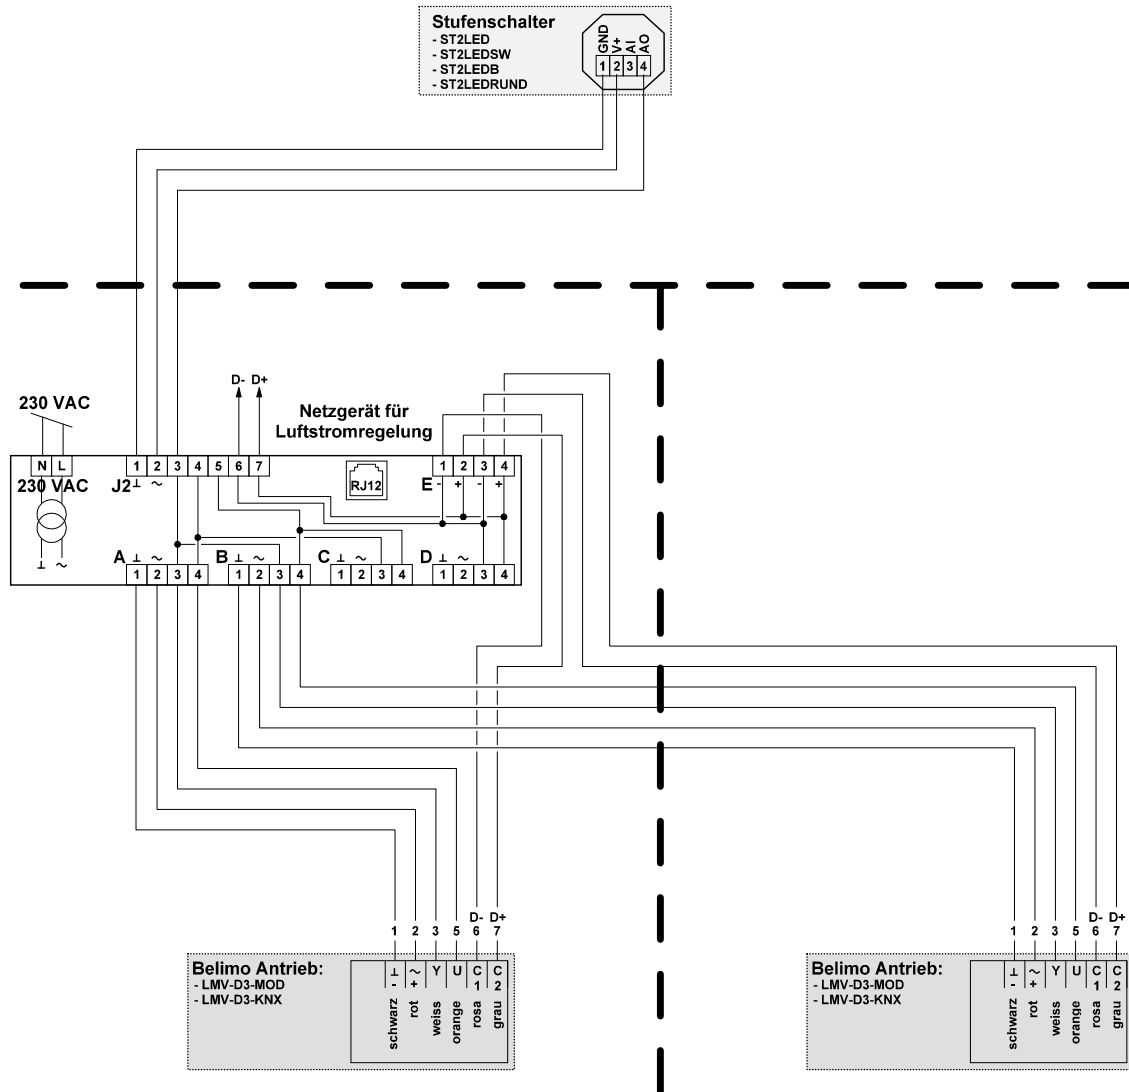 Stufenschalter
- ST2LED
- ST2LEDSW
- ST2LEDB
- ST2LEDRUND
GND V+ AI AO
1 2 3 4
D- D+
230 VAC
Netzgerät für
Luftstromregelung
N L
1 2 3 4 5 6 7
1 2 3 4
230 VAC
J2 ⊥ ~
RJ12
E - + - +
⊥ ~
A ⊥ ~
B ⊥ ~
C ⊥ ~
D ⊥ ~
1 2 3 4
1 2 3 4
1 2 3 4
1 2 3 4
D- D+
1 2 3 5 6 7
Belimo Antrieb:
- LMV-D3-MOD
- LMV-D3-KNX
⊥ ~ Y U C C
- + 1 2
schwarz
rot
weiss
orange
rosa
grau
D- D+
1 2 3 5 6 7
Belimo Antrieb:
- LMV-D3-MOD
- LMV-D3-KNX
⊥ ~ Y U C C
- + 1 2
schwarz
rot
weiss
orange
rosa
grau